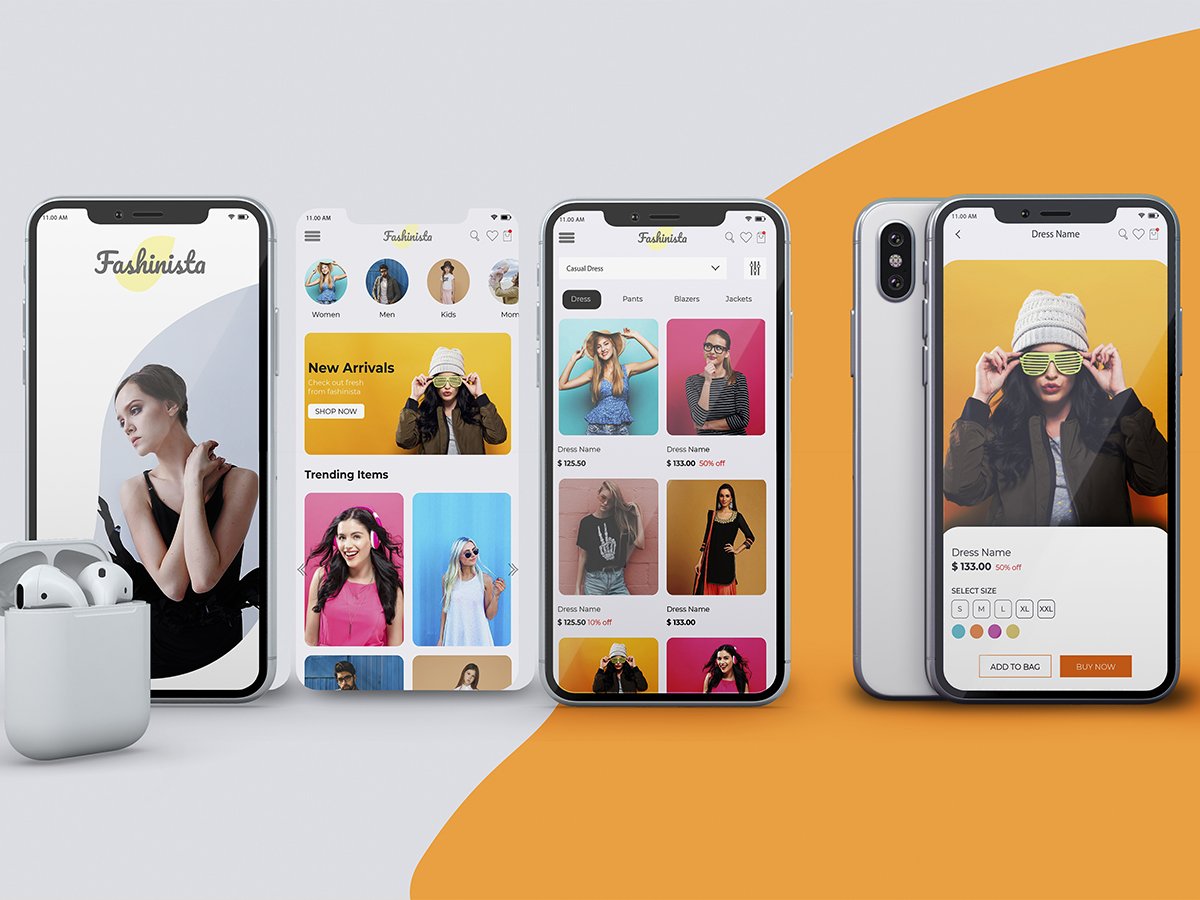 11.00 AM
Fashinista
11.00 AM
Fashinista
Women
Men
Kids
Mom
New Arrivals
Check out fresh
from fashinista
SHOP NOW
Trending Items
11.00 AM
Fashinista
Casual Dress
Dress
Pants
Blazers
Jackets
Dress Name
$ 125.50
Dress Name
$ 133.00 50% off
Dress Name
$ 125.50 10% off
Dress Name
$ 133.00
11.00 AM
Dress Name
Dress Name
$ 133.00 50% off
SELECT SIZE
S M L XL XXL
ADD TO BAG
BUY NOW